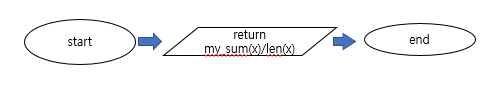 start
return
my_sum(x)/len(x)
end